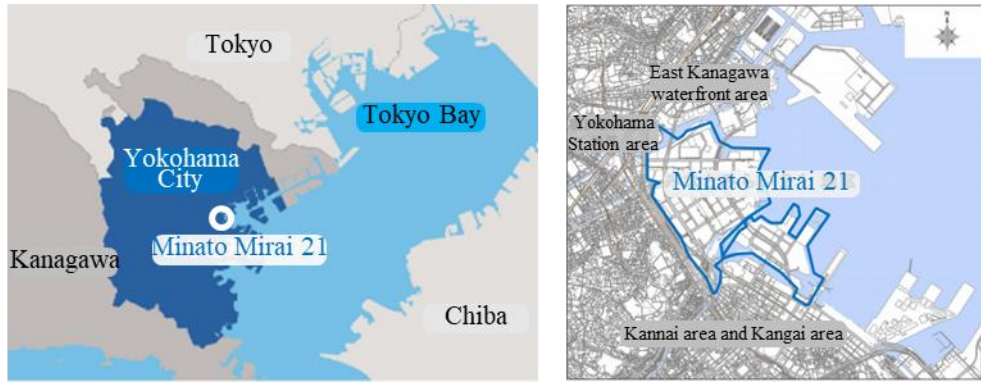 Tokyo
Tokyo Bay
Yokohama
City
Minato Mirai 21
Kanagawa
Chiba
N
East Kanagawa
waterfront area
Yokohama
Station area
Minato Mirai 21
Kannai area and Kangai area